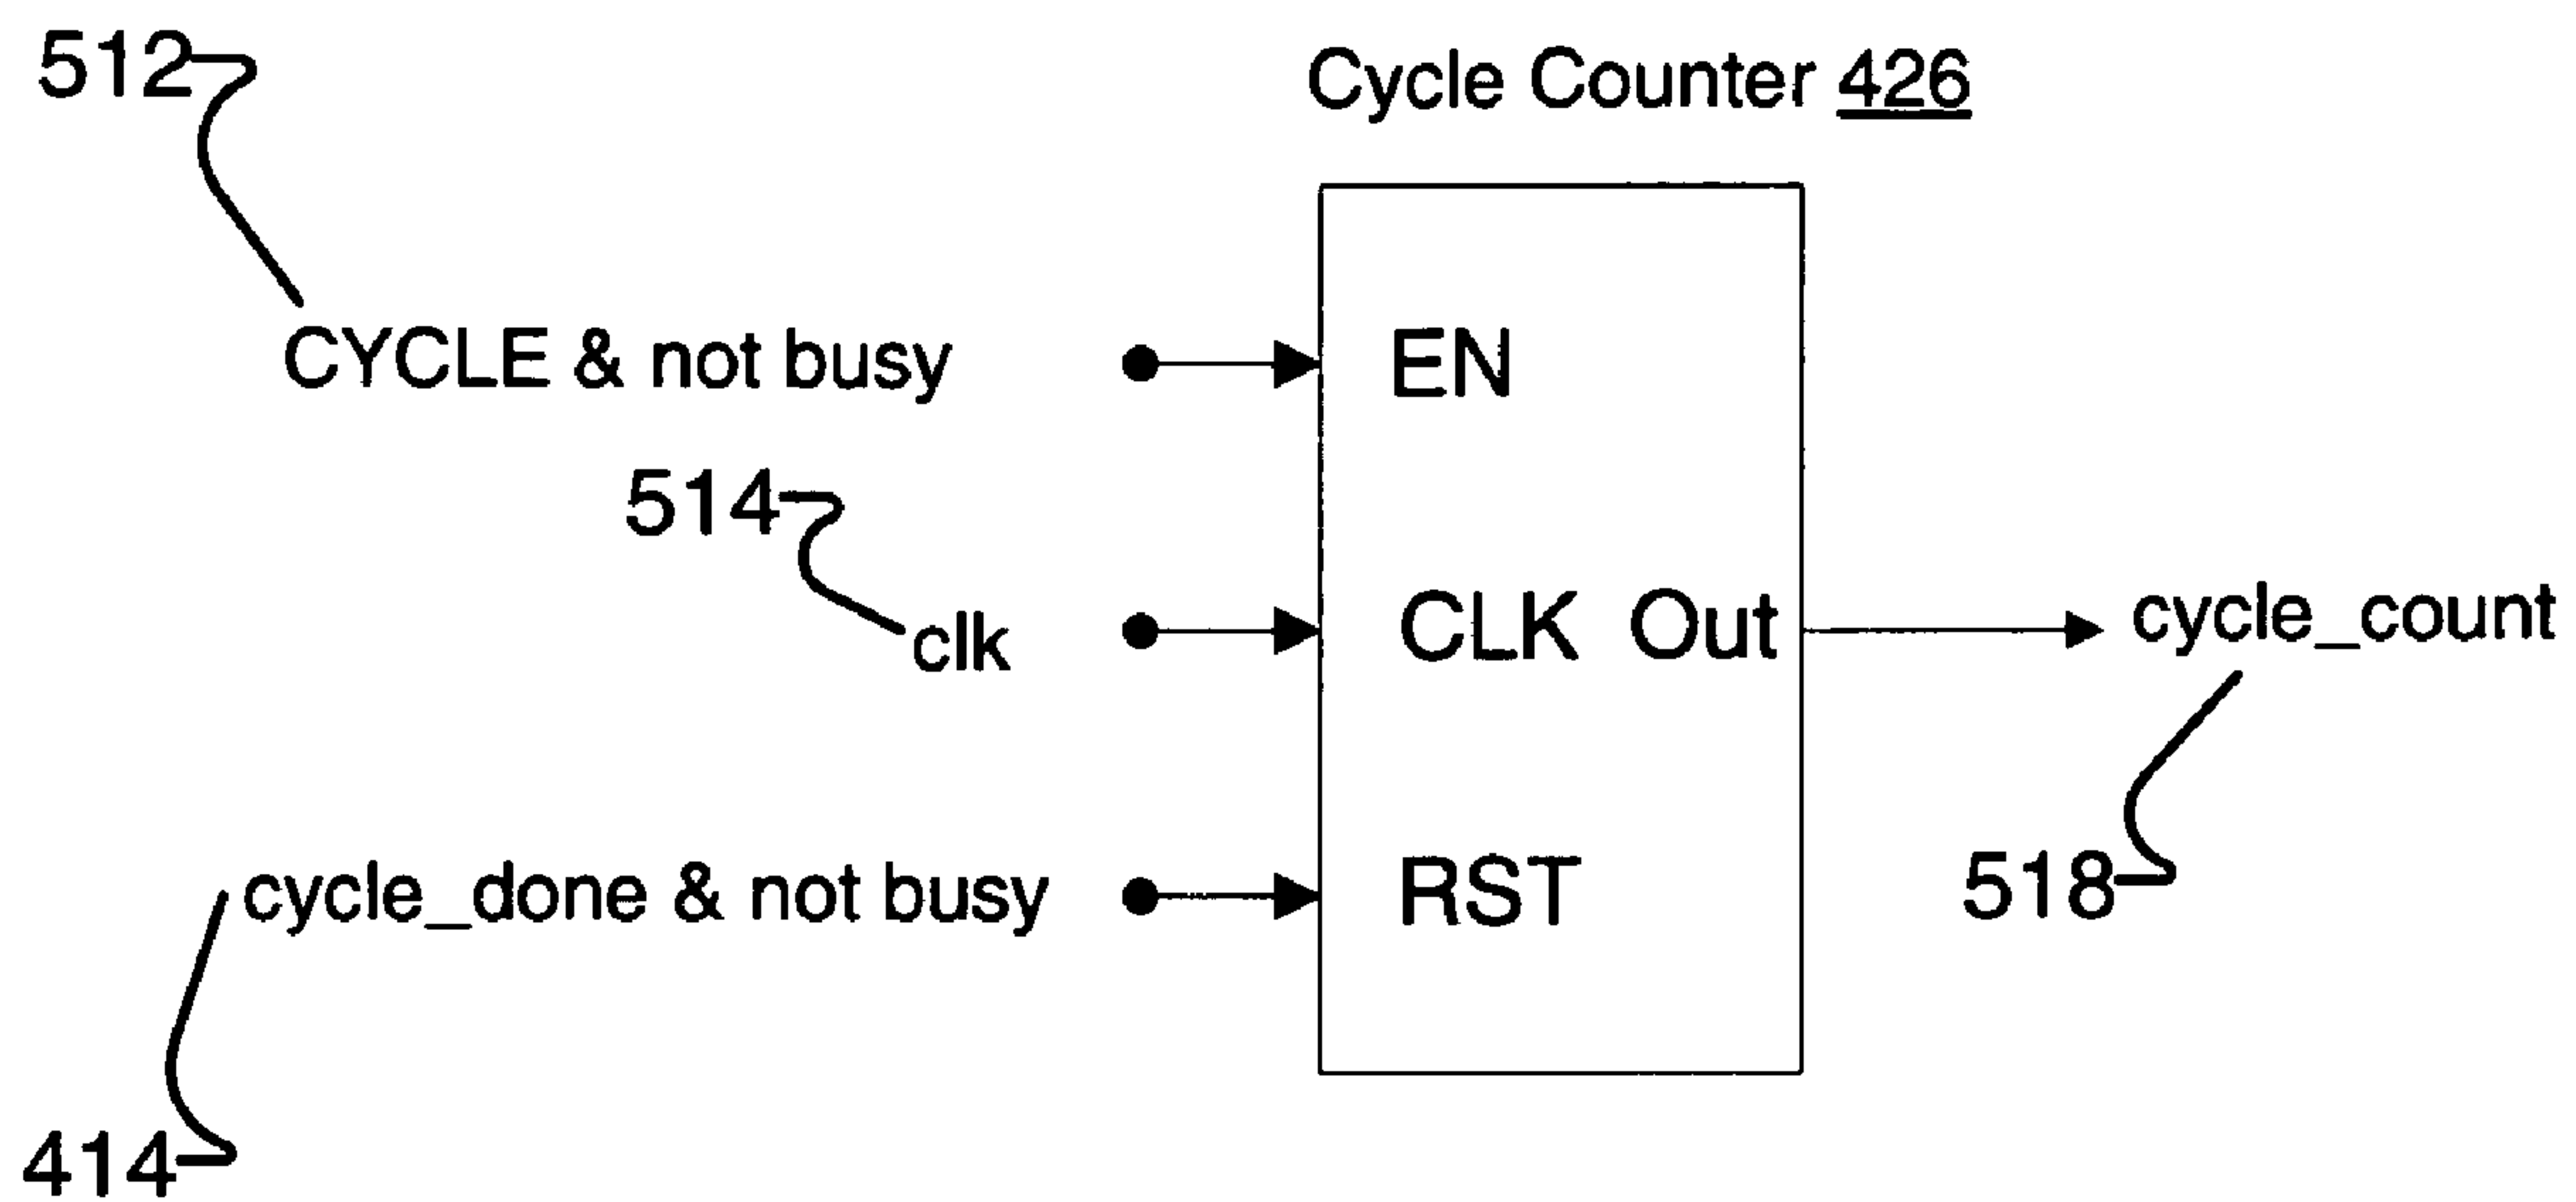 512
Cycle Counter 426
CYCLE & not busy
EN
514
clk
CLK Out
cycle_count
cycle_done & not busy
RST
518
414